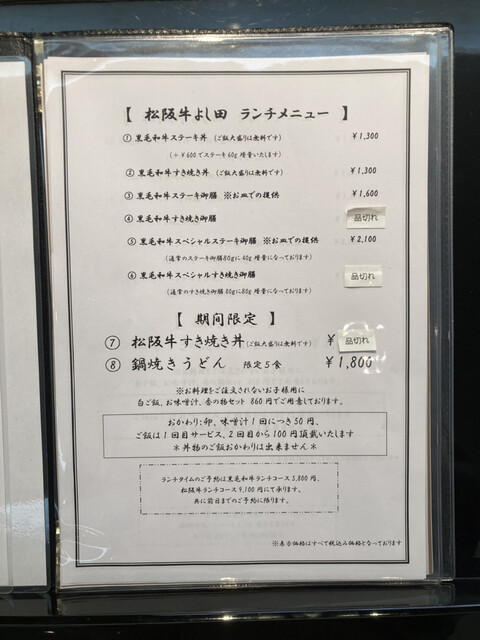 【 松阪牛よし田 ランチメニュー 】
① 黒毛和牛ステーキ丼 (ご飯大盛りは無料です) ¥1,300
(+¥600でステーキ60g増量いたします)
② 黒毛和牛すき焼き丼 (ご飯大盛りは無料です) ¥1,300
③ 黒毛和牛ステーキ御膳 ※お皿での提供 ¥1,600
④ 黒毛和牛すき焼き御膳 品切れ
⑤ 黒毛和牛スペシャルステーキ御膳 ※お皿での提供 ¥2,100
(通常のステーキ御膳80gに40g増量になっております)
⑥ 黒毛和牛スペシャルすき焼き御膳 品切れ
(通常のすき焼き御膳80gに80g増量になっております)
【 期間限定 】
⑦ 松阪牛すき焼き丼 (ご飯大盛りは無料です) ¥ 品切れ
⑧ 鍋焼きうどん 限定5食 ¥1,800
※お料理をご注文されないお子様用に
白ご飯、お味噌汁、香の物セット 860円でご用意しております。
おかわり:卵、味噌汁1回につき50円、
ご飯は1回目サービス、2回目から100円頂戴いたします
*丼物のご飯おかわりは出来ません*
ランチタイムのご予約は黒毛和牛ランチコース5,800円、
松阪牛ランチコース9,100円にて承ります。
共に前日までのご予約に限ります。
※表示価格はすべて税込み価格となっております